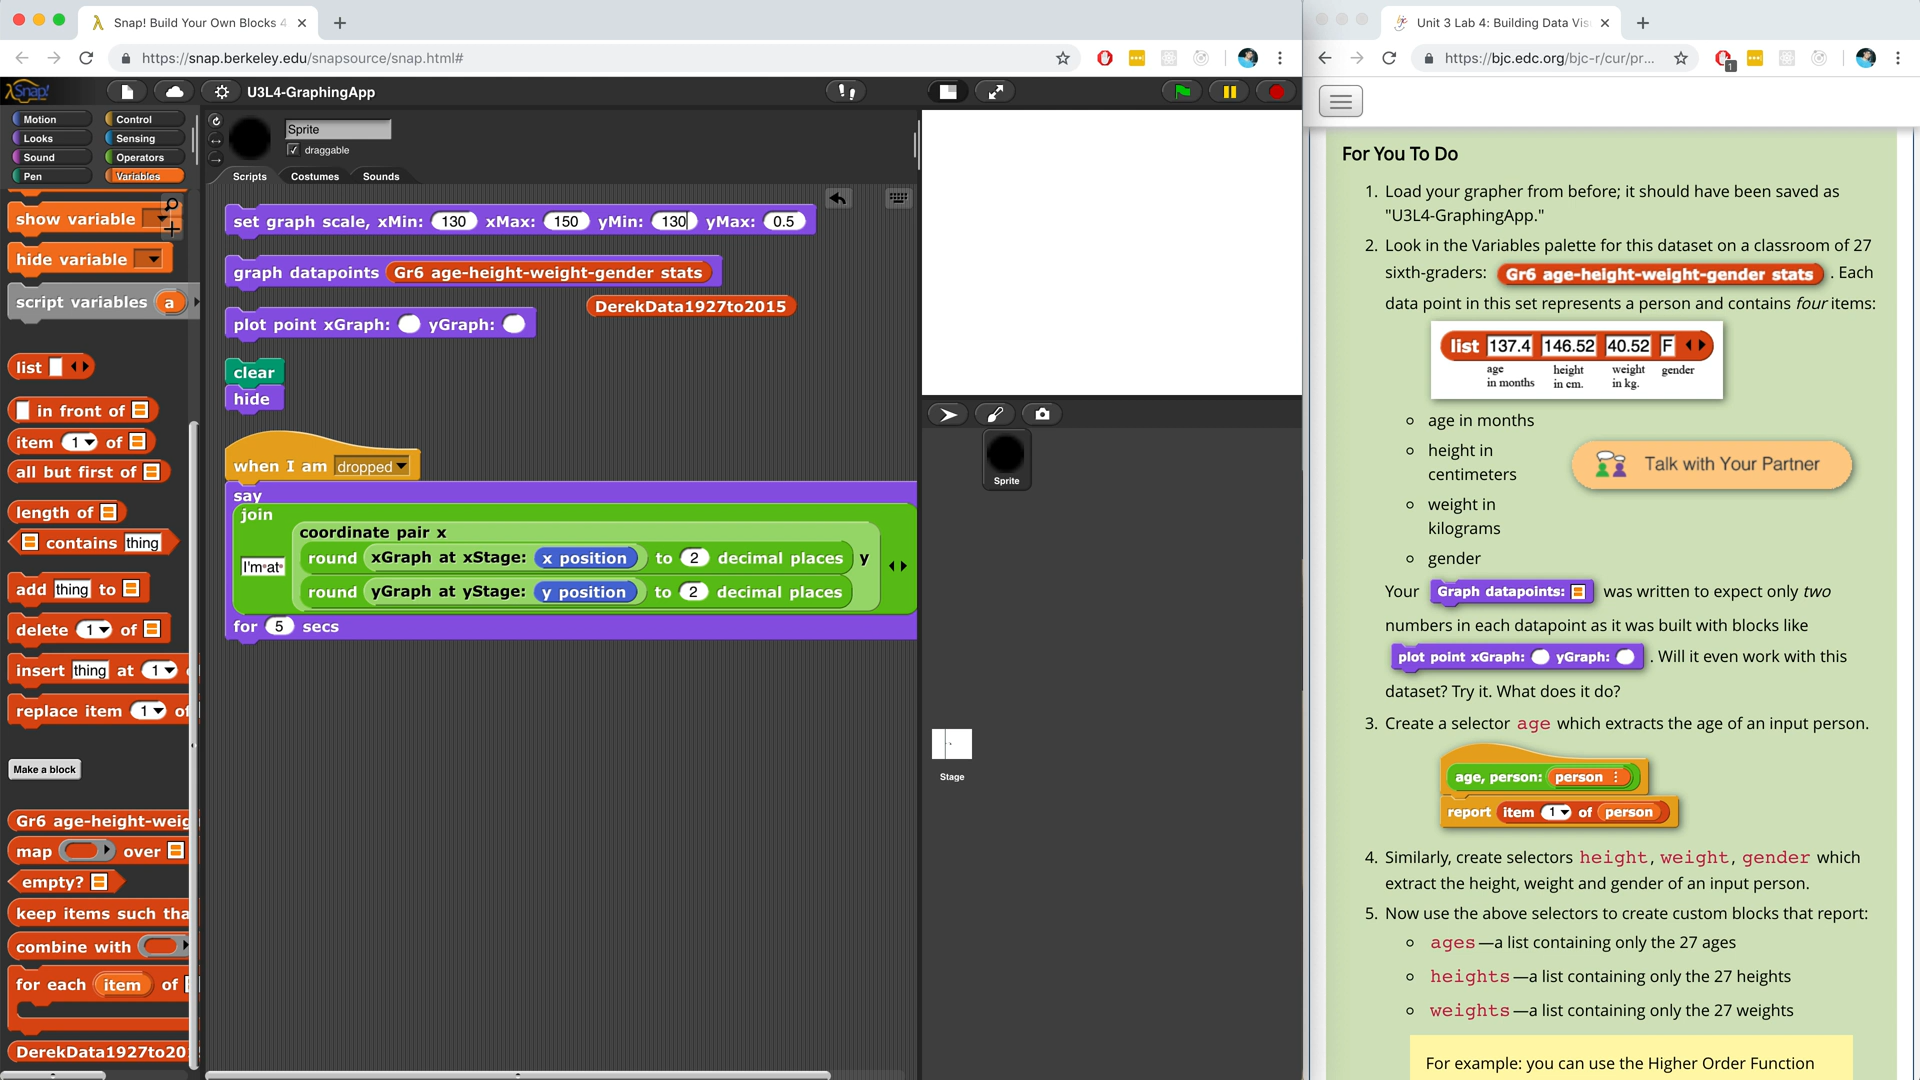 Snap! Build Your Own Blocks 4
https://snap.berkeley.edu/snapsource/snap.html#
Snap!
U3L4-GraphingApp
Motion
Control
Looks
Sensing
Sound
Operators
Pen
Variables
show variable
hide variable
script variables a
list
in front of
item 1 of
all but first of
length of
contains thing
add thing to
delete 1 of
insert thing at 1
replace item 1 of
Make a block
Gr6 age-height-weig
map over
empty?
keep items such tha
combine with
for each item of
DerekData1927to20
Sprite
draggable
Scripts
Costumes
Sounds
set graph scale, xMin: 130 xMax: 150 yMin: 130 yMax: 0.5
graph datapoints Gr6 age-height-weight-gender stats
DerekData1927to2015
plot point xGraph: yGraph:
clear
hide
when I am dropped
say
join
coordinate pair x
I'm at
round xGraph at xStage: x position to 2 decimal places y
round yGraph at yStage: y position to 2 decimal places
for 5 secs
Sprite
Stage
Unit 3 Lab 4: Building Data Vis
https://bjc.edc.org/bjc-r/cur/pr...
1
For You To Do
1. Load your grapher from before; it should have been saved as
"U3L4-GraphingApp."
2. Look in the Variables palette for this dataset on a classroom of 27
sixth-graders: Gr6 age-height-weight-gender stats . Each
data point in this set represents a person and contains four items:
list 137.4 146.52 40.52 F
age height weight gender
in months in cm. in kg.
age in months
height in
centimeters
Talk with Your Partner
weight in
kilograms
gender
Your Graph datapoints: was written to expect only two
numbers in each datapoint as it was built with blocks like
plot point xGraph: yGraph: . Will it even work with this
dataset? Try it. What does it do?
3. Create a selector age which extracts the age of an input person.
age, person: person
report item 1 of person
4. Similarly, create selectors height, weight, gender which
extract the height, weight and gender of an input person.
5. Now use the above selectors to create custom blocks that report:
ages—a list containing only the 27 ages
heights—a list containing only the 27 heights
weights—a list containing only the 27 weights
For example: you can use the Higher Order Function